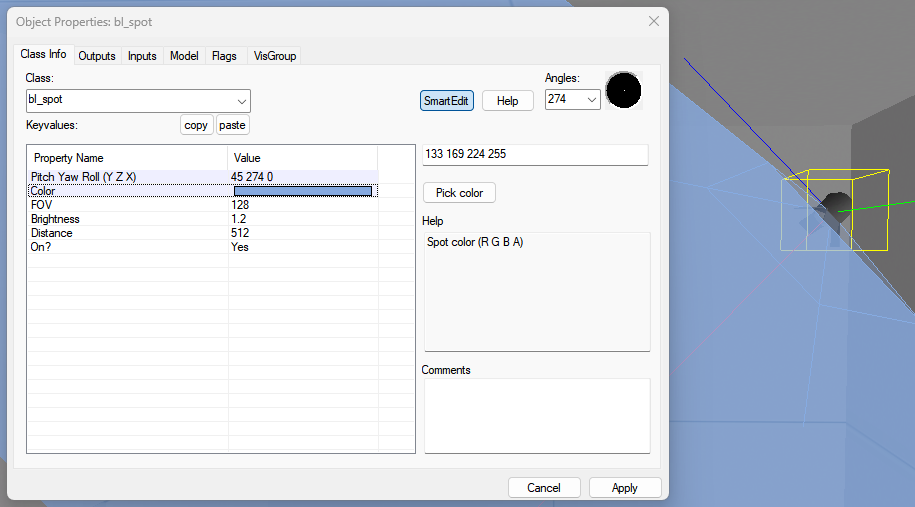 Object Properties: bl_spot
Class Info Outputs Inputs Model Flags VisGroup
Class: Angles:
bl_spot SmartEdit Help 274
Keyvalues: copy paste
Property Name Value 133 169 224 255
Pitch Yaw Roll (Y Z X) 45 274 0
Color Pick color
FOV 128
Brightness 1.2 Help
Distance 512
On? Yes Spot color (R G B A)
Comments
Cancel Apply